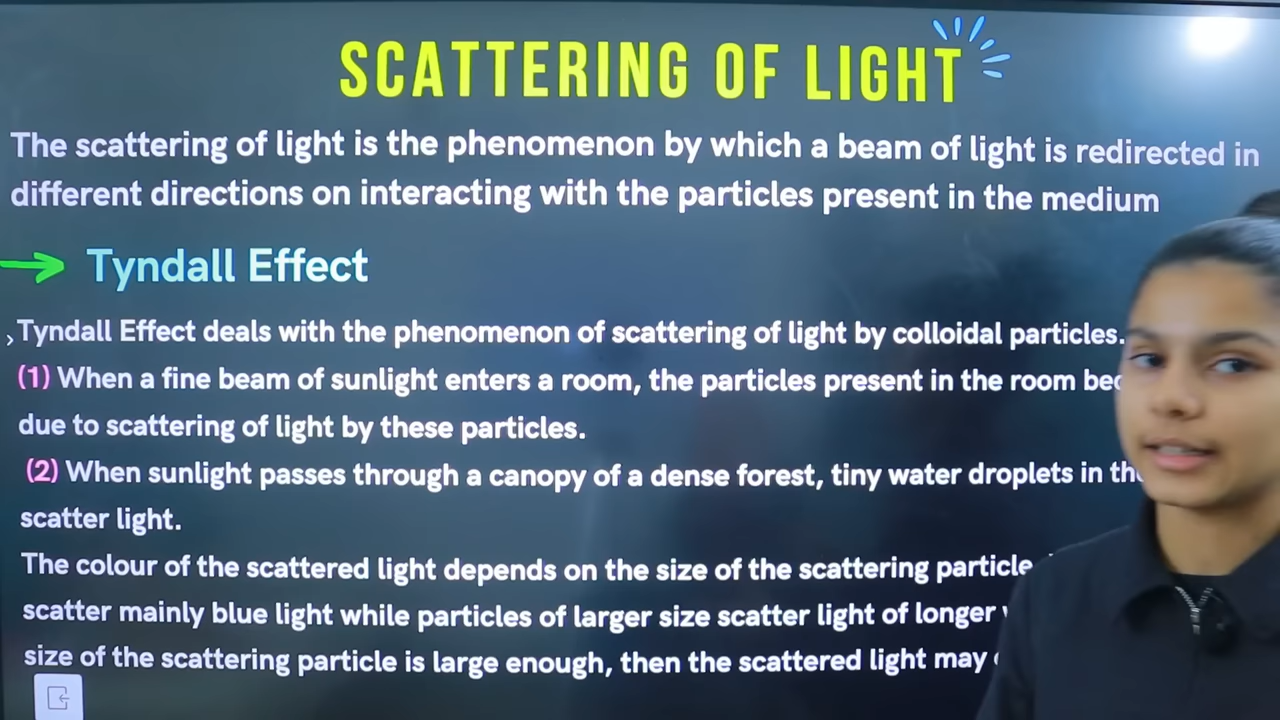 SCATTERING OF LIGHT
The scattering of light is the phenomenon by which a beam of light is redirected in
different directions on interacting with the particles present in the medium
Tyndall Effect
Tyndall Effect deals with the phenomenon of scattering of light by colloidal particles.
(1) When a fine beam of sunlight enters a room, the particles present in the room
due to scattering of light by these particles.
(2) When sunlight passes through a canopy of a dense forest, tiny water droplets in
scatter light.
The colour of the scattered light depends on the size of the scattering particle
scatter mainly blue light while particles of larger size scatter light of longer
size of the scattering particle is large enough, then the scattered light may